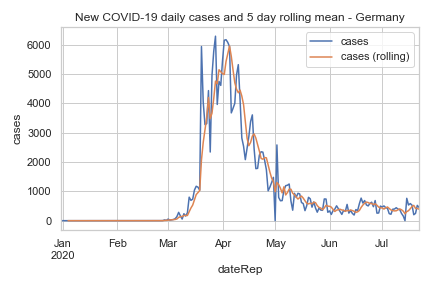 New COVID-19 daily cases and 5 day rolling mean - Germany
cases
cases (rolling)
6000
5000
4000
3000
2000
1000
0
cases
Jan Feb Mar Apr May Jun Jul
2020
dateRep